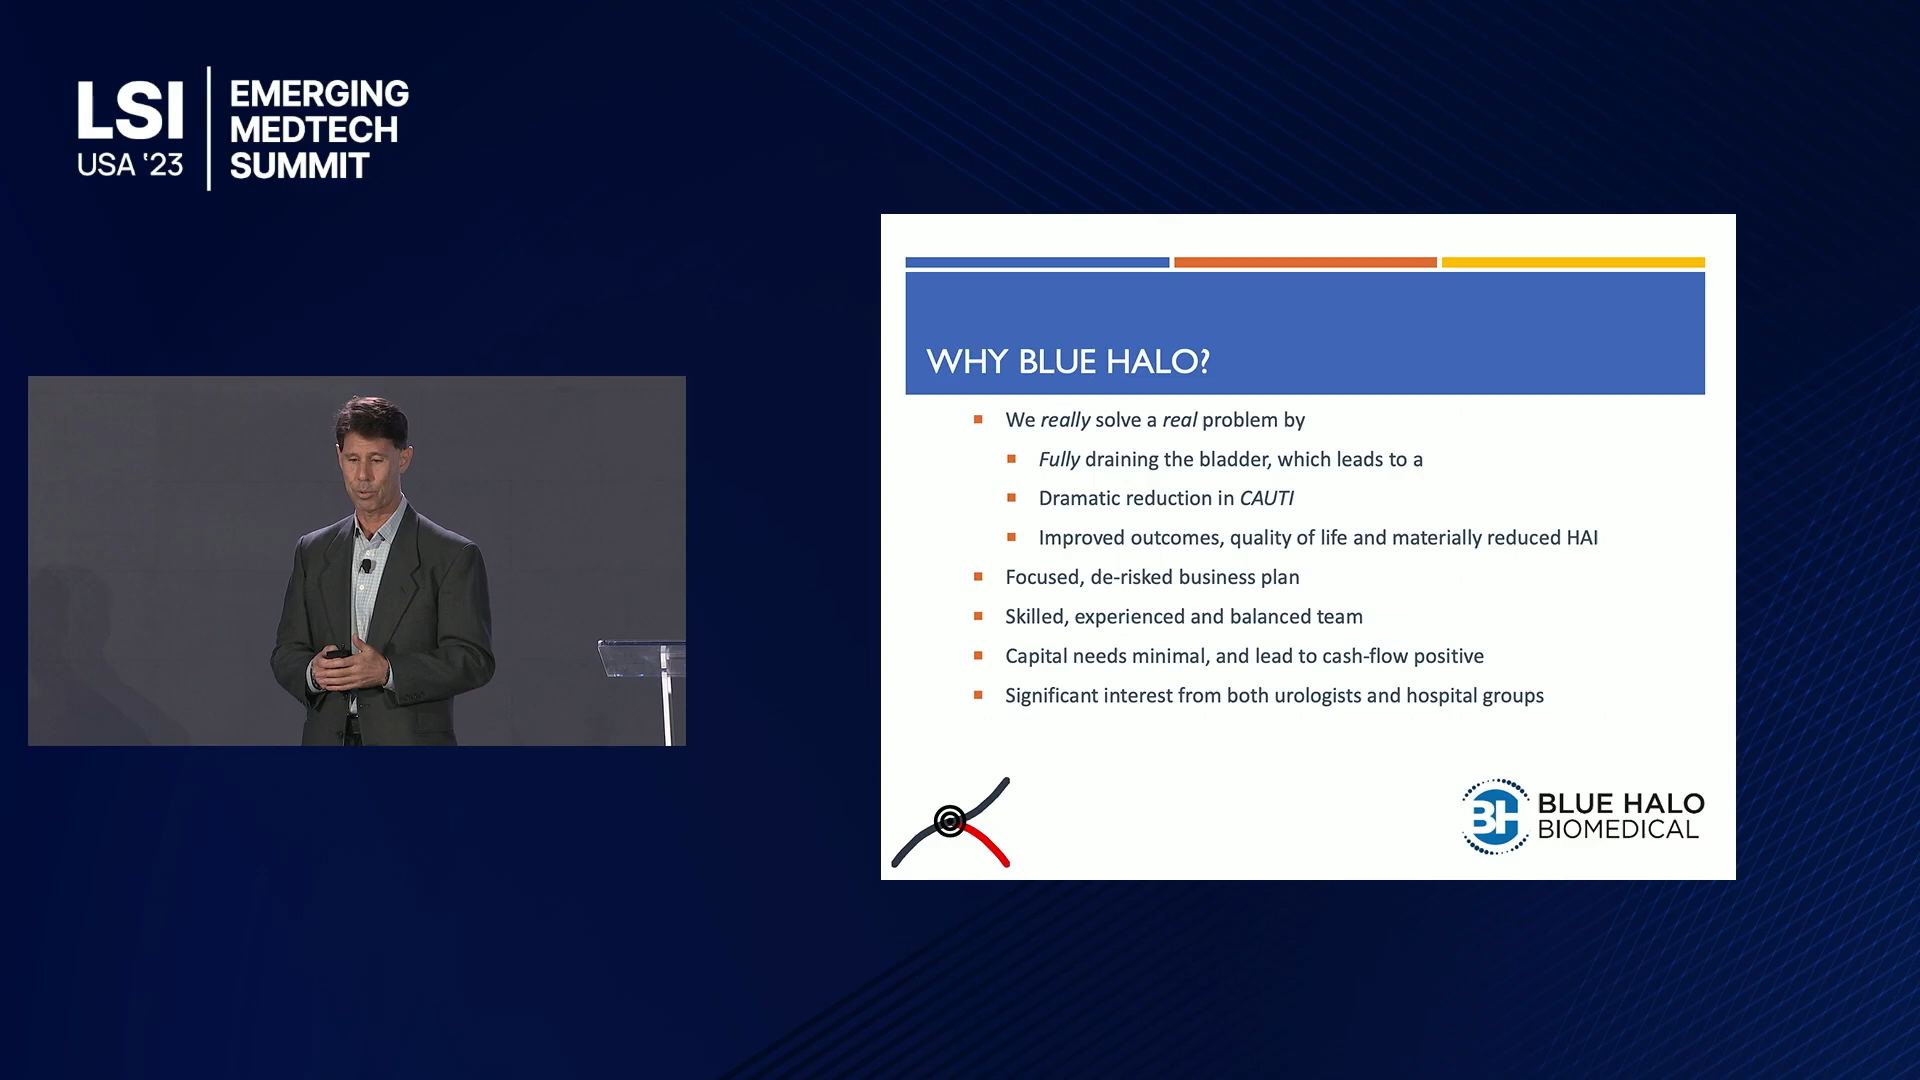 LSI
USA '23
EMERGING
MEDTECH
SUMMIT
WHY BLUE HALO?
We really solve a real problem by
Fully draining the bladder, which leads to a
Dramatic reduction in CAUTI
Improved outcomes, quality of life and materially reduced HAI
Focused, de-risked business plan
Skilled, experienced and balanced team
Capital needs minimal, and lead to cash-flow positive
Significant interest from both urologists and hospital groups
BH
BLUE HALO
BIOMEDICAL